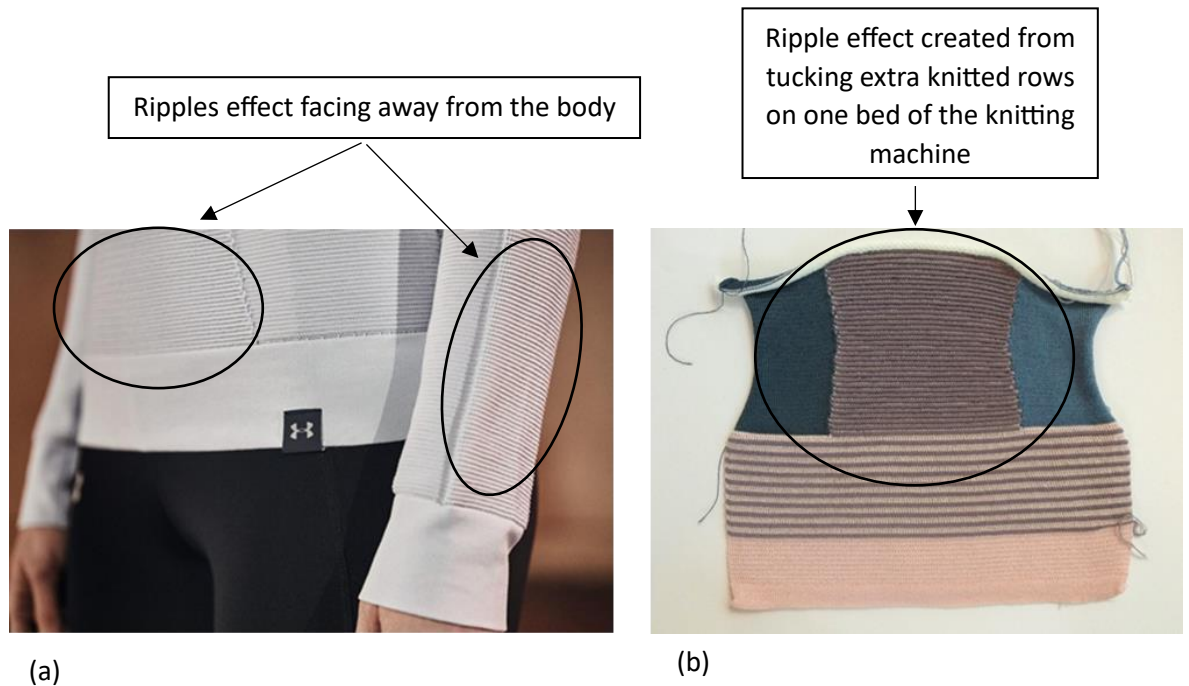 Ripple effect created from
tucking extra knitted rows
on one bed of the knitting
machine
Ripples effect facing away from the body
(a)
(b)